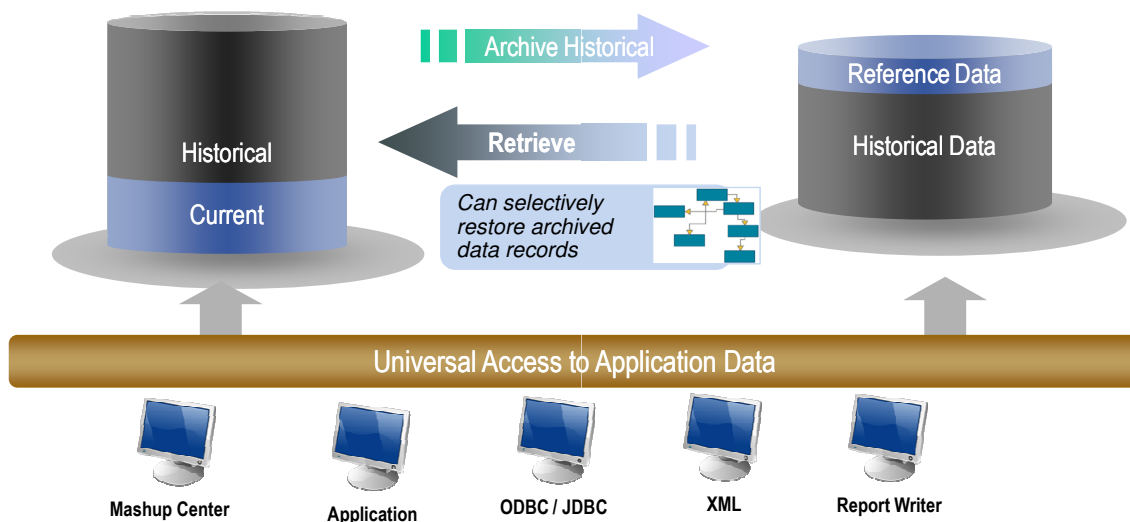 Archive Historical
Reference Data
Historical Data
Retrieve
Historical
Current
Can selectively
restore archived
data records
Universal Access to Application Data
Mashup Center
Application
ODBC / JDBC
XML
Report Writer